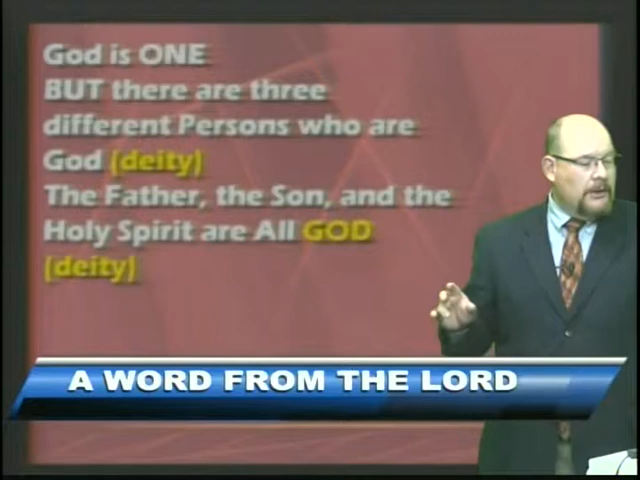 God is ONE
BUT there are three
different Persons who are
God (deity)
The Father, the Son, and the
Holy Spirit are All GOD
(deity)
A WORD FROM THE LORD